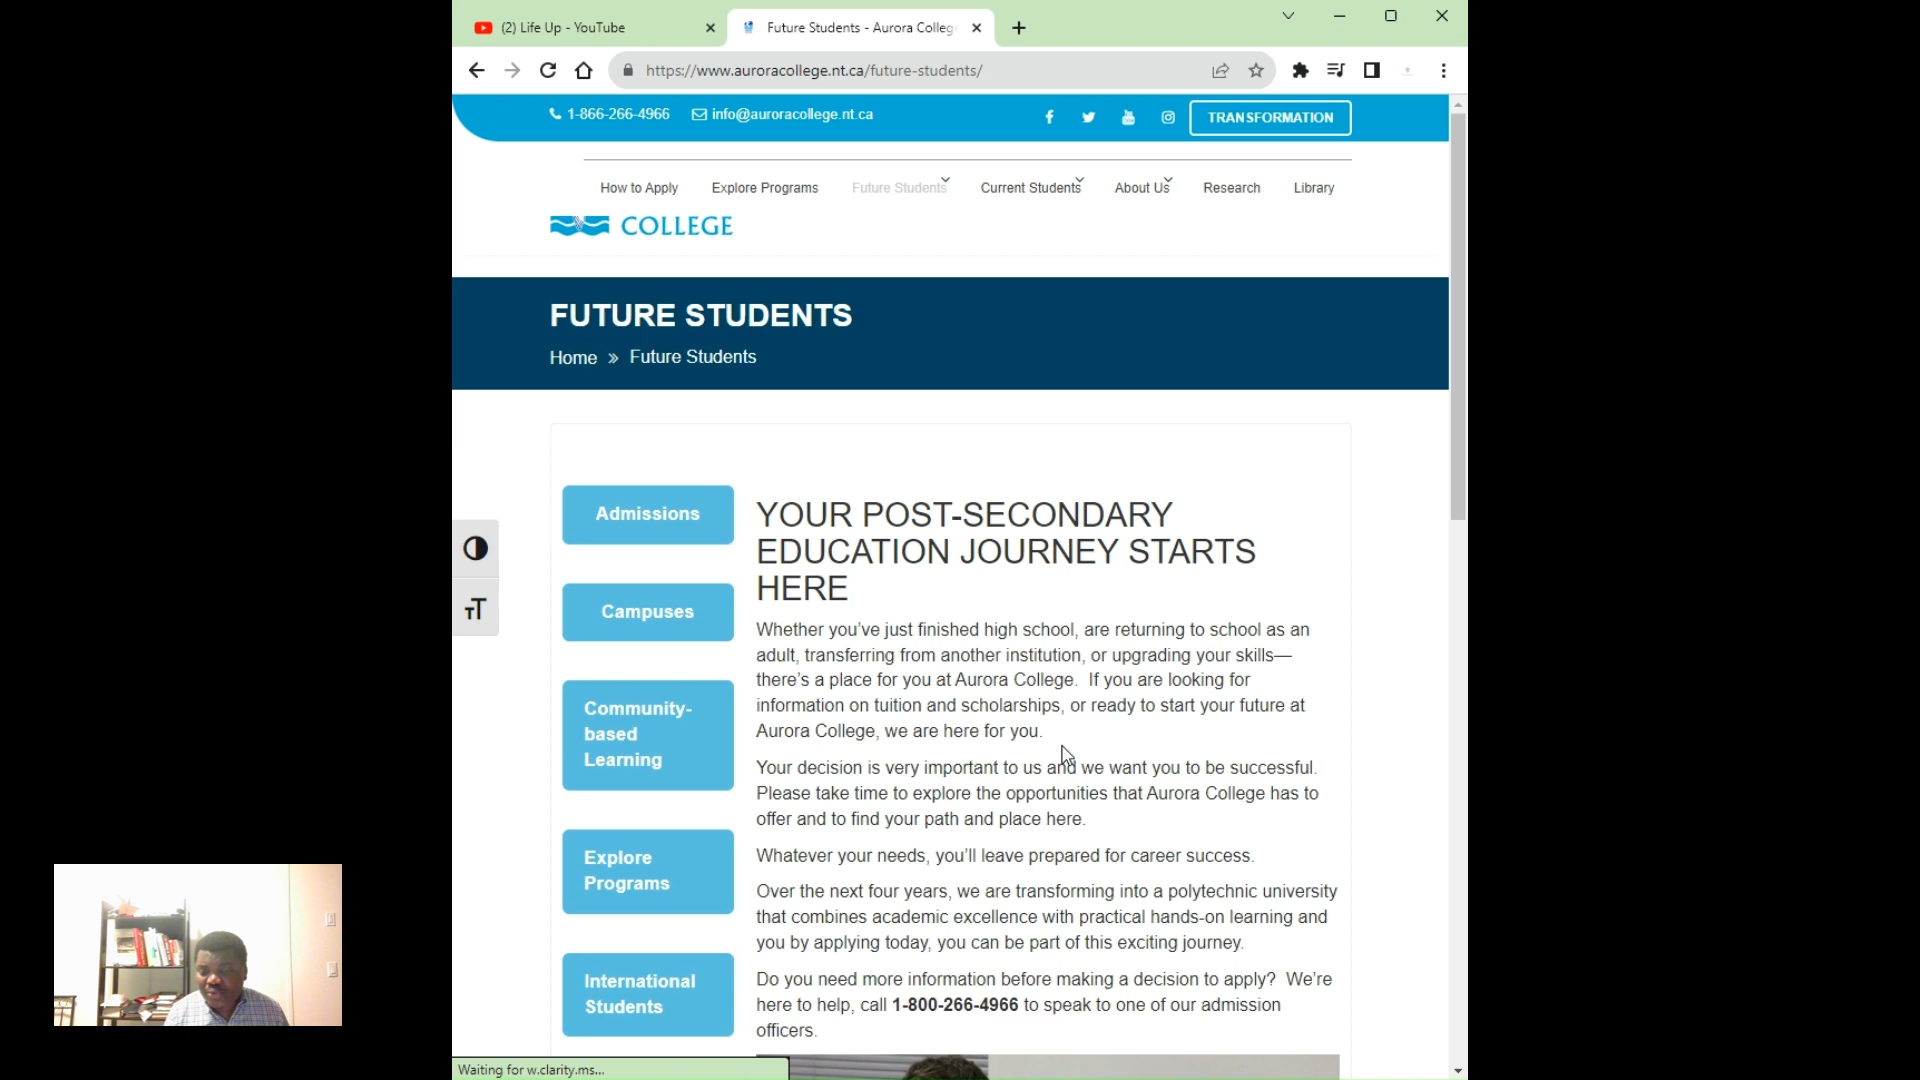 (2) Life Up - YouTube
Future Students - Aurora Colleg
https://www.auroracollege.nt.ca/future-students/
1-866-266-4966
info@auroracollege.nt.ca
TRANSFORMATION
How to Apply
Explore Programs
Future Students
Current Students
About Us
Research
Library
COLLEGE
FUTURE STUDENTS
Home » Future Students
Admissions
Campuses
Community-
based
Learning
Explore
Programs
International
Students
YOUR POST-SECONDARY
EDUCATION JOURNEY STARTS
HERE
Whether you've just finished high school, are returning to school as an
adult, transferring from another institution, or upgrading your skills—
there's a place for you at Aurora College.  If you are looking for
information on tuition and scholarships, or ready to start your future at
Aurora College, we are here for you.
Your decision is very important to us and we want you to be successful.
Please take time to explore the opportunities that Aurora College has to
offer and to find your path and place here.
Whatever your needs, you'll leave prepared for career success.
Over the next four years, we are transforming into a polytechnic university
that combines academic excellence with practical hands-on learning and
you by applying today, you can be part of this exciting journey.
Do you need more information before making a decision to apply?  We're
here to help, call 1-800-266-4966 to speak to one of our admission
officers.
Waiting for w.clarity.ms...